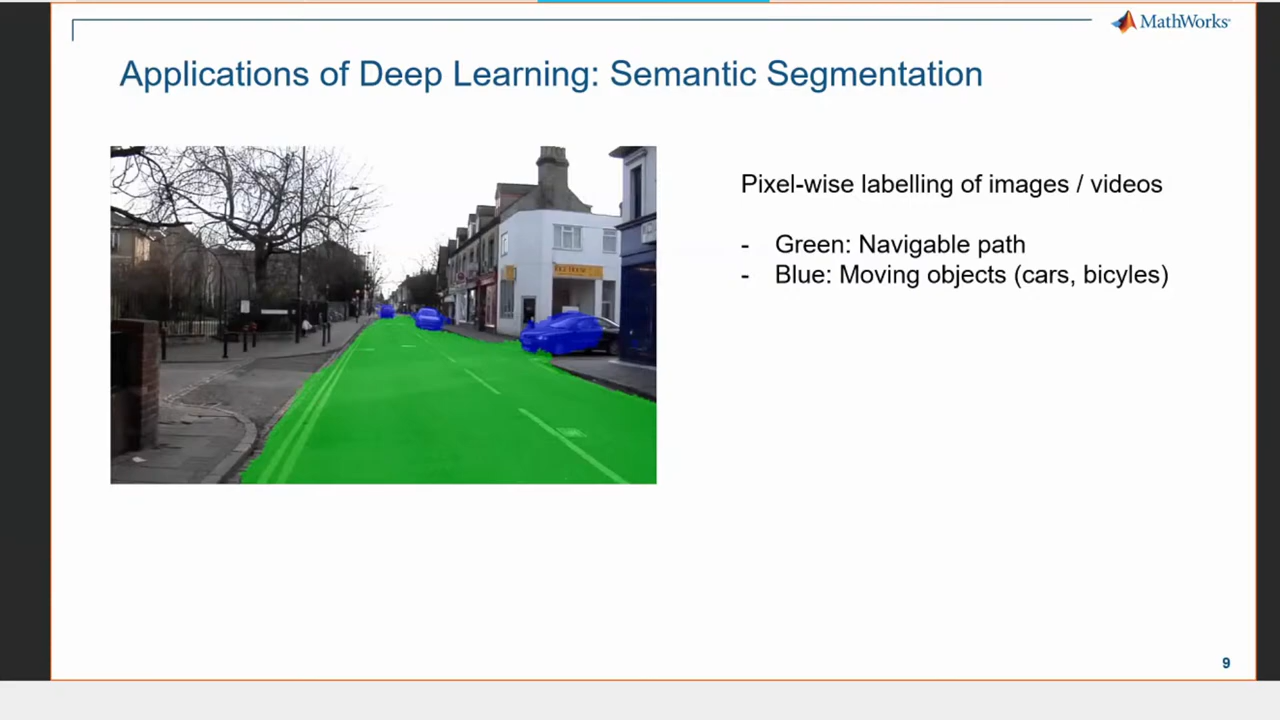 MathWorks
Applications of Deep Learning: Semantic Segmentation
Pixel-wise labelling of images / videos
- Green: Navigable path
- Blue: Moving objects (cars, bicyles)
9